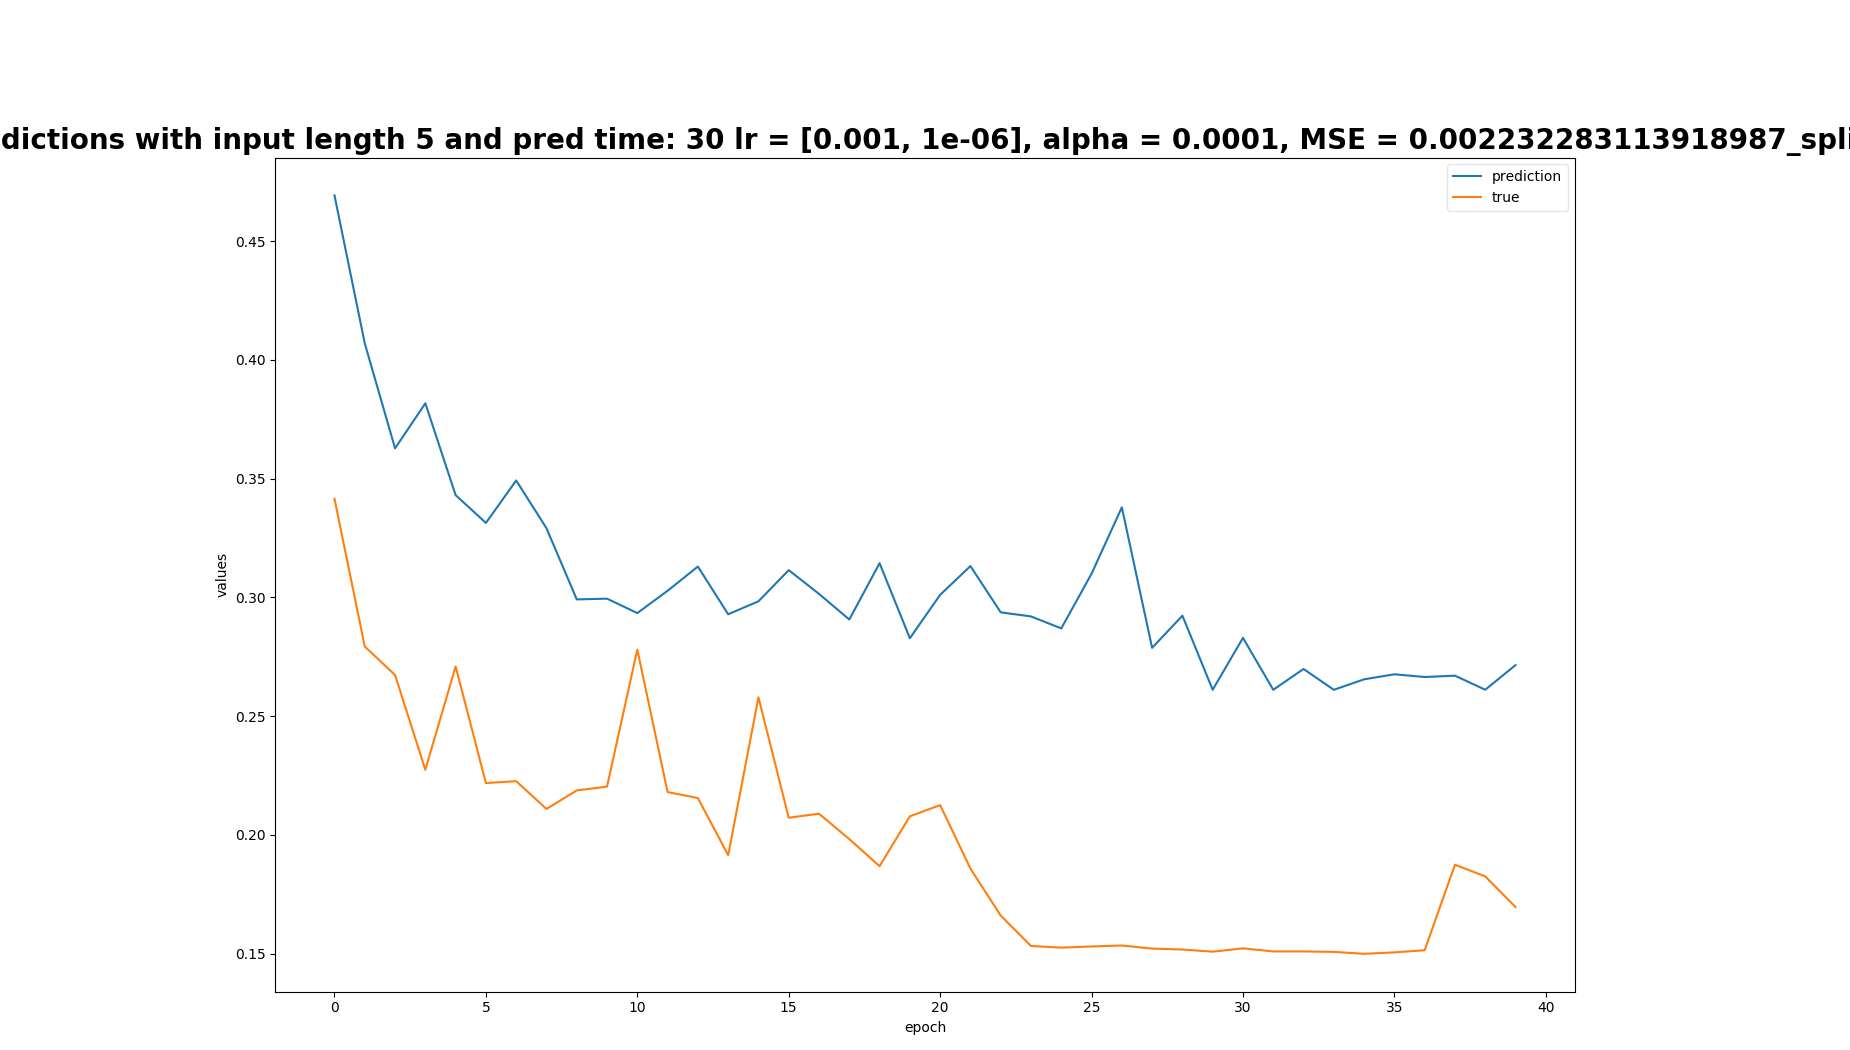 dictions with input length 5 and pred time: 30 lr = [0.001, 1e-06], alpha = 0.0001, MSE = 0.002232283113918987_spli
prediction
true
0.45
0.40
0.35
0.30
0.25
0.20
0.15
values
0 5 10 15 20 25 30 35 40
epoch